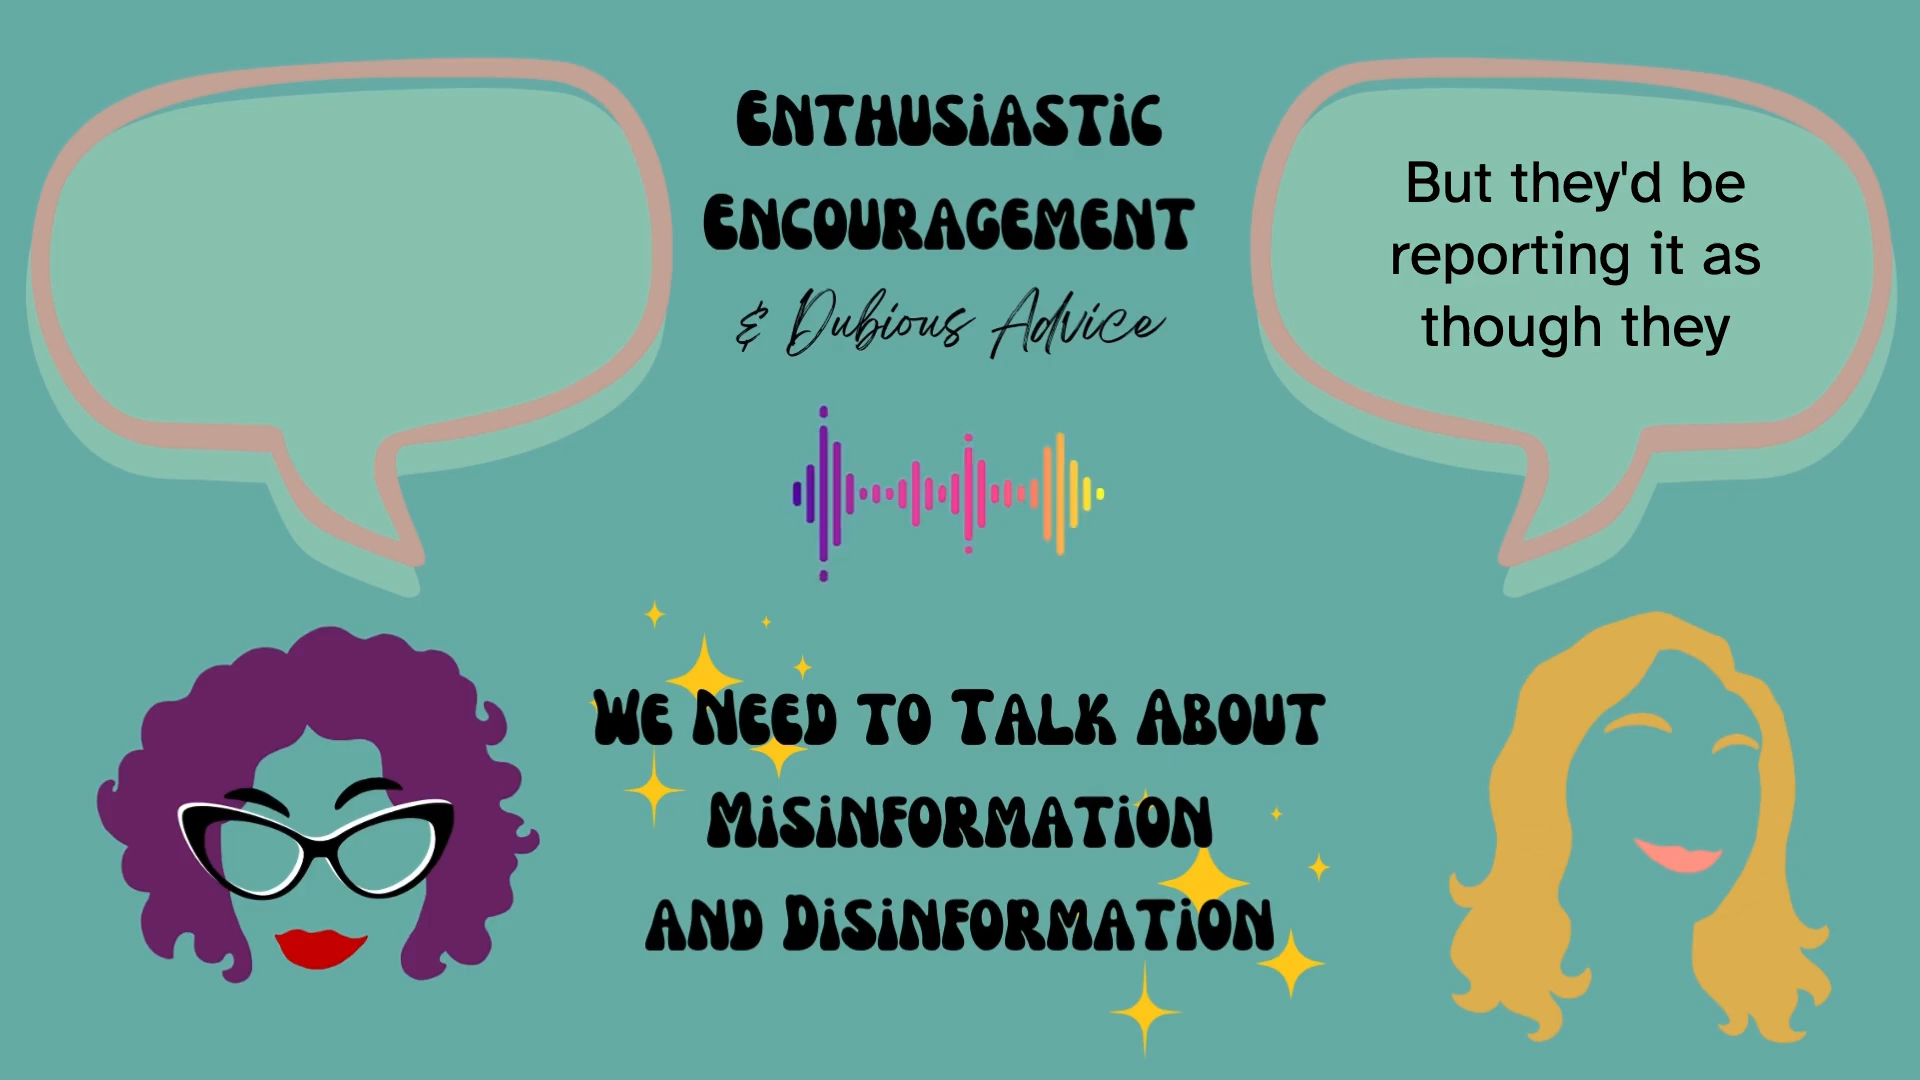 Enthusiastic
Encouragement
& Dubious Advice
But they'd be
reporting it as
though they
We Need to Talk About
Misinformation
and Disinformation